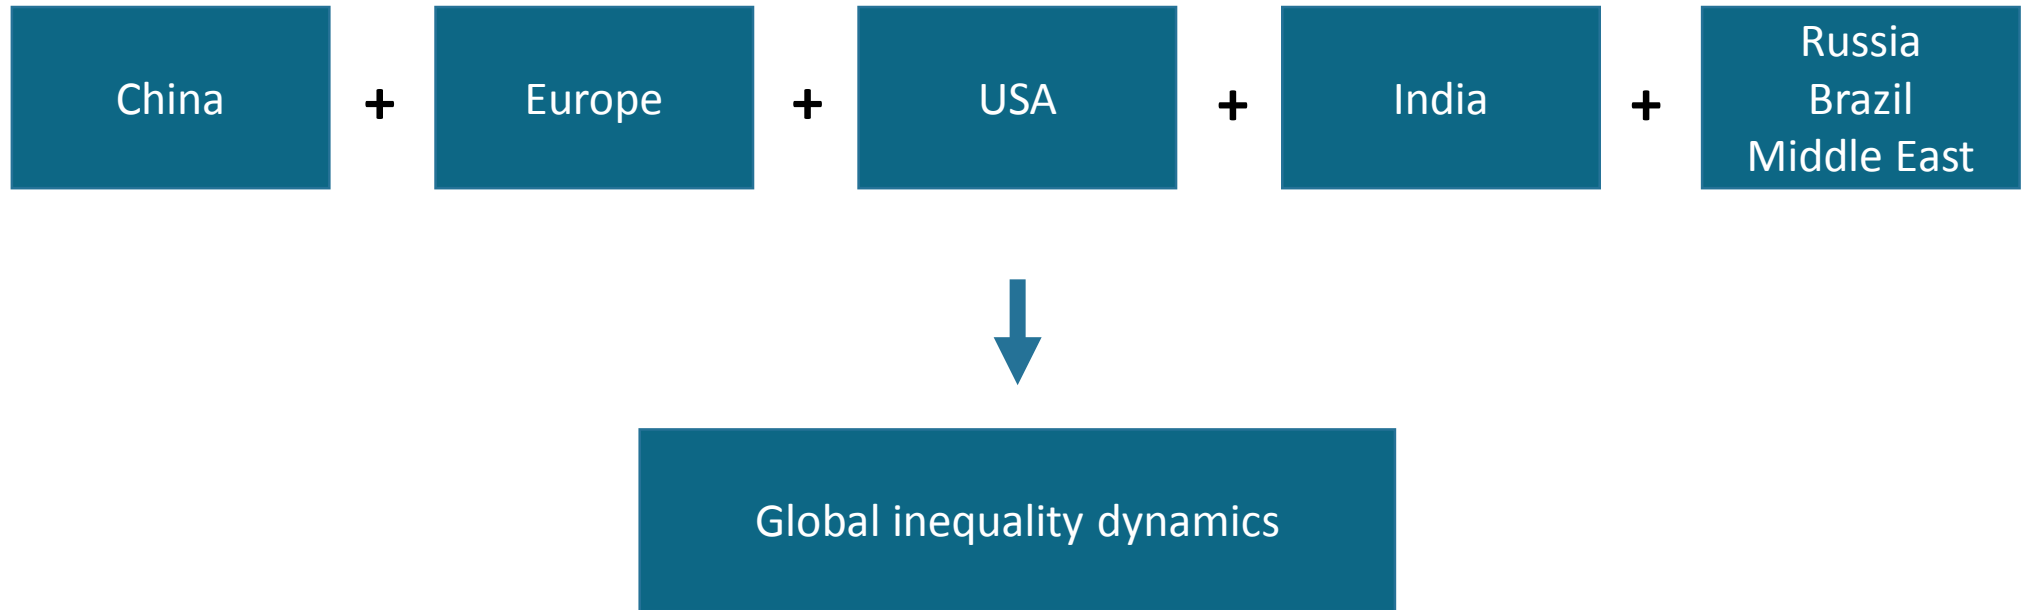 China
+
Europe
+
USA
+
India
+
Russia
Brazil
Middle East
Global inequality dynamics